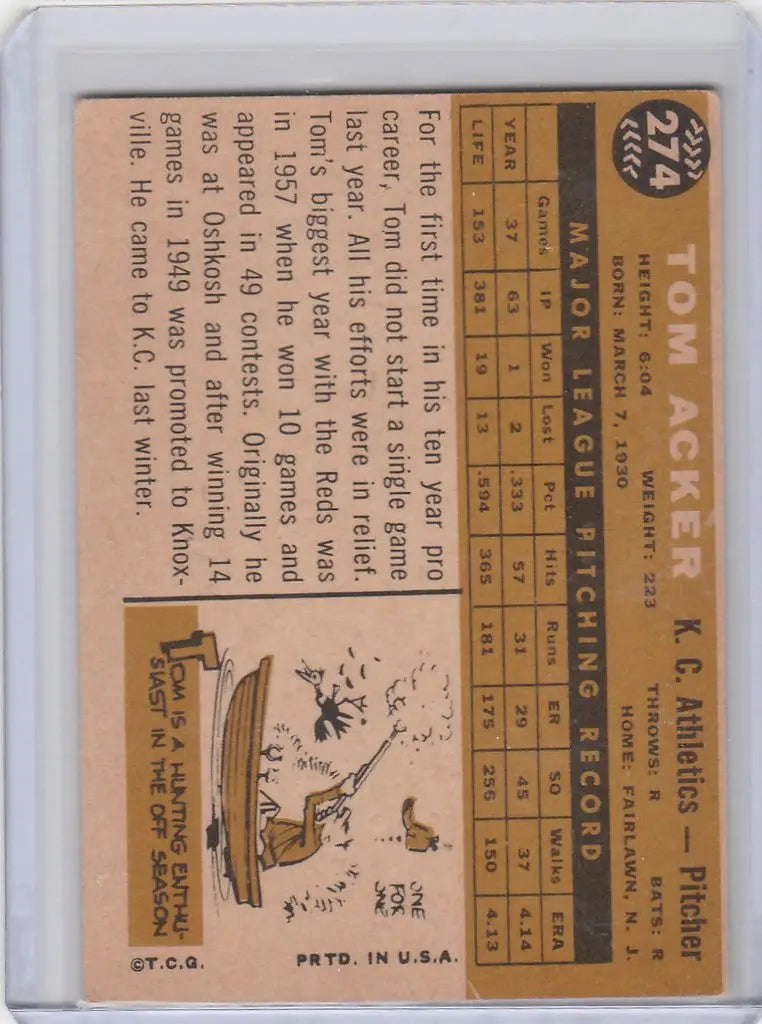 274
TOM ACKER K. C. Athletics — Pitcher
HEIGHT: 6:04 WEIGHT: 223 THROWS: R BATS: R
BORN: MARCH 7, 1930 HOME: FAIRLAWN, N. J.
MAJOR LEAGUE PITCHING RECORD
Games IP Won Lost Pct Hits Runs ER SO Walks ERA
YEAR 37 63 1 2 .333 57 31 29 45 37 4.14
LIFE 153 381 19 13 .594 365 181 175 256 150 4.13
For the first time in his ten year pro
career, Tom did not start a single game
last year. All his efforts were in relief.
Tom's biggest year with the Reds was
in 1957 when he won 10 games and
appeared in 49 contests. Originally he
was at Oshkosh and after winning 14
games in 1949 was promoted to Knox-
ville. He came to K.C. last winter.
ONE
FOR
ONE
TOM IS A HUNTING ENTHU-
SIAST IN THE OFF SEASON
©T.C.G. PRTD. IN U.S.A.